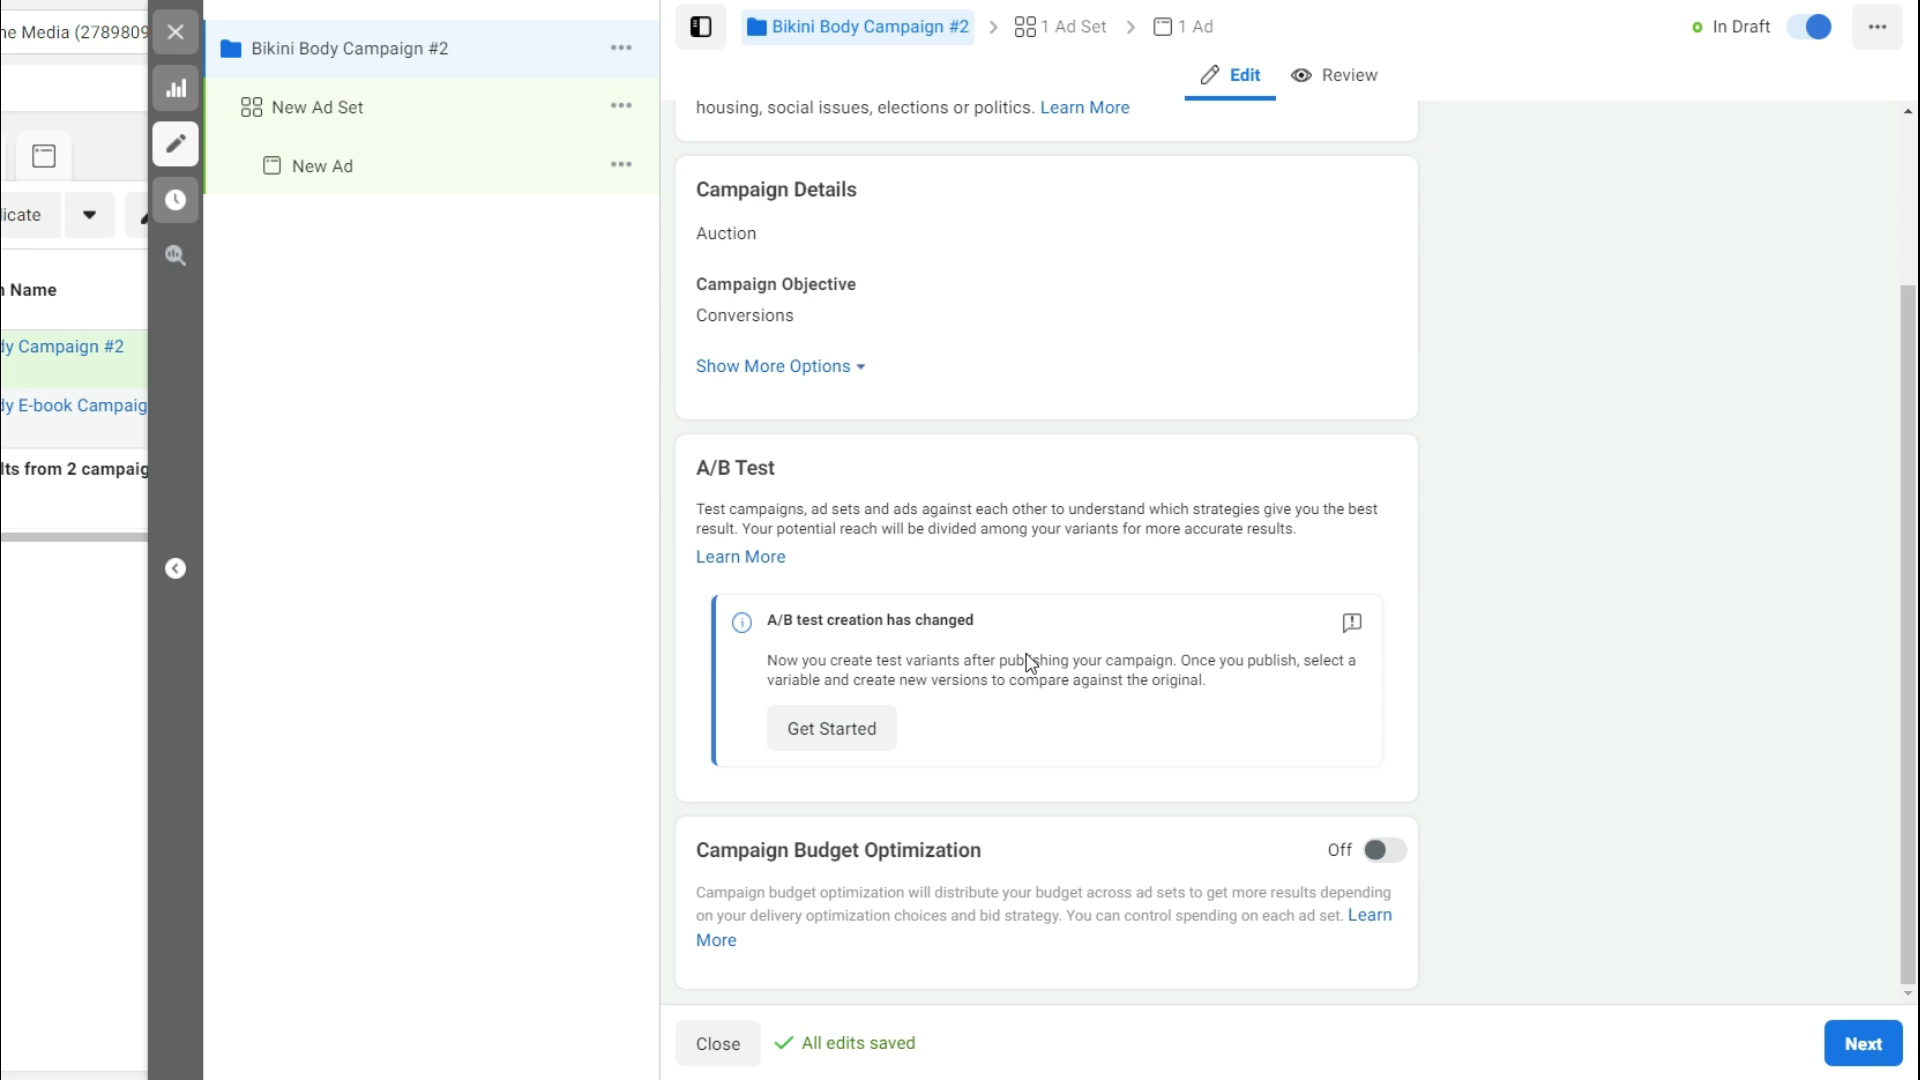 ne Media (2789809
Bikini Body Campaign #2
New Ad Set
New Ad
icate
n Name
dy Campaign #2
dy E-book Campaig
lts from 2 campaig
Bikini Body Campaign #2
1 Ad Set
1 Ad
In Draft
Edit
Review
housing, social issues, elections or politics. Learn More
Campaign Details
Auction
Campaign Objective
Conversions
Show More Options
A/B Test
Test campaigns, ad sets and ads against each other to understand which strategies give you the best
result. Your potential reach will be divided among your variants for more accurate results.
Learn More
A/B test creation has changed
Now you create test variants after publishing your campaign. Once you publish, select a
variable and create new versions to compare against the original.
Get Started
Campaign Budget Optimization
Off
Campaign budget optimization will distribute your budget across ad sets to get more results depending
on your delivery optimization choices and bid strategy. You can control spending on each ad set. Learn
More
Close
All edits saved
Next